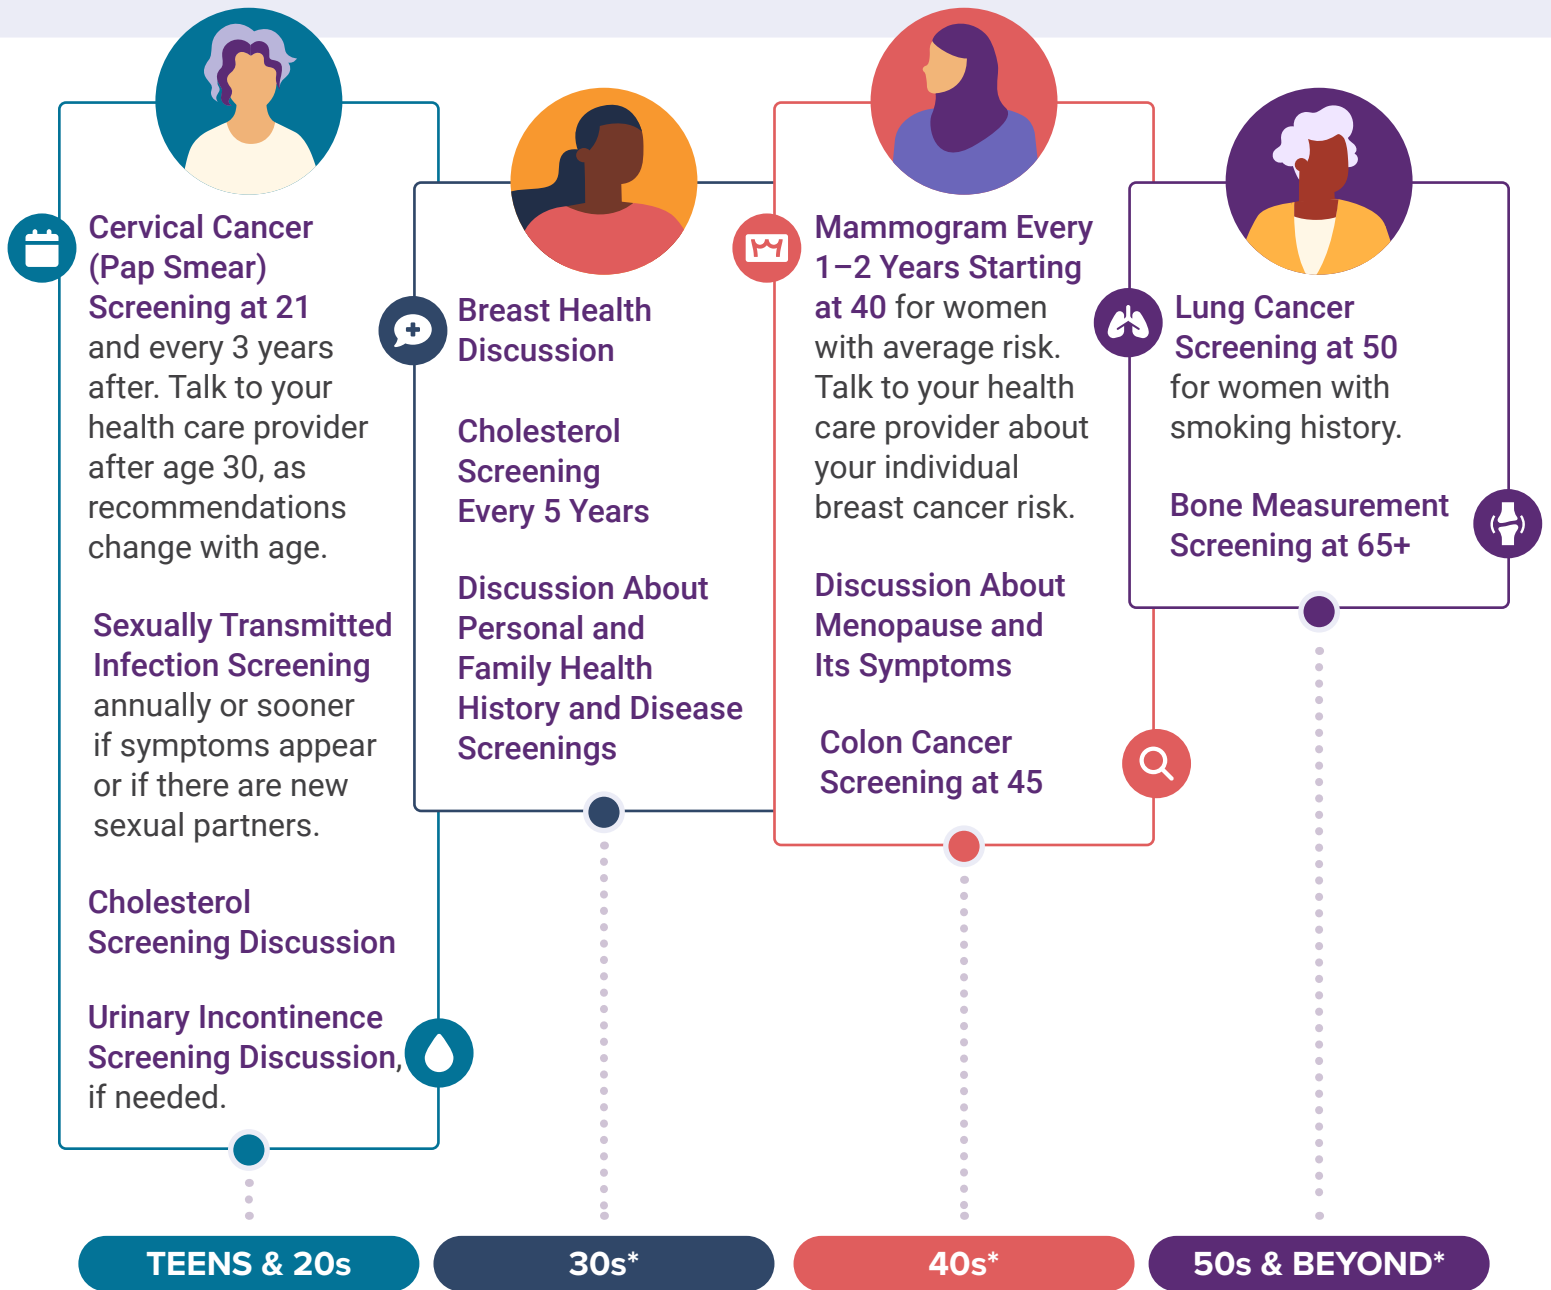 Cervical Cancer
(Pap Smear)
Screening at 21
and every 3 years
after. Talk to your
health care provider
after age 30, as
recommendations
change with age.
Sexually Transmitted
Infection Screening
annually or sooner
if symptoms appear
or if there are new
sexual partners.
Cholesterol
Screening Discussion
Urinary Incontinence
Screening Discussion,
if needed.
TEENS & 20s
Breast Health
Discussion
Cholesterol
Screening
Every 5 Years
Discussion About
Personal and
Family Health
History and Disease
Screenings
30s*
Mammogram Every
1–2 Years Starting
at 40 for women
with average risk.
Talk to your health
care provider about
your individual
breast cancer risk.
Discussion About
Menopause and
Its Symptoms
Colon Cancer
Screening at 45
40s*
Lung Cancer
Screening at 50
for women with
smoking history.
Bone Measurement
Screening at 65+
50s & BEYOND*